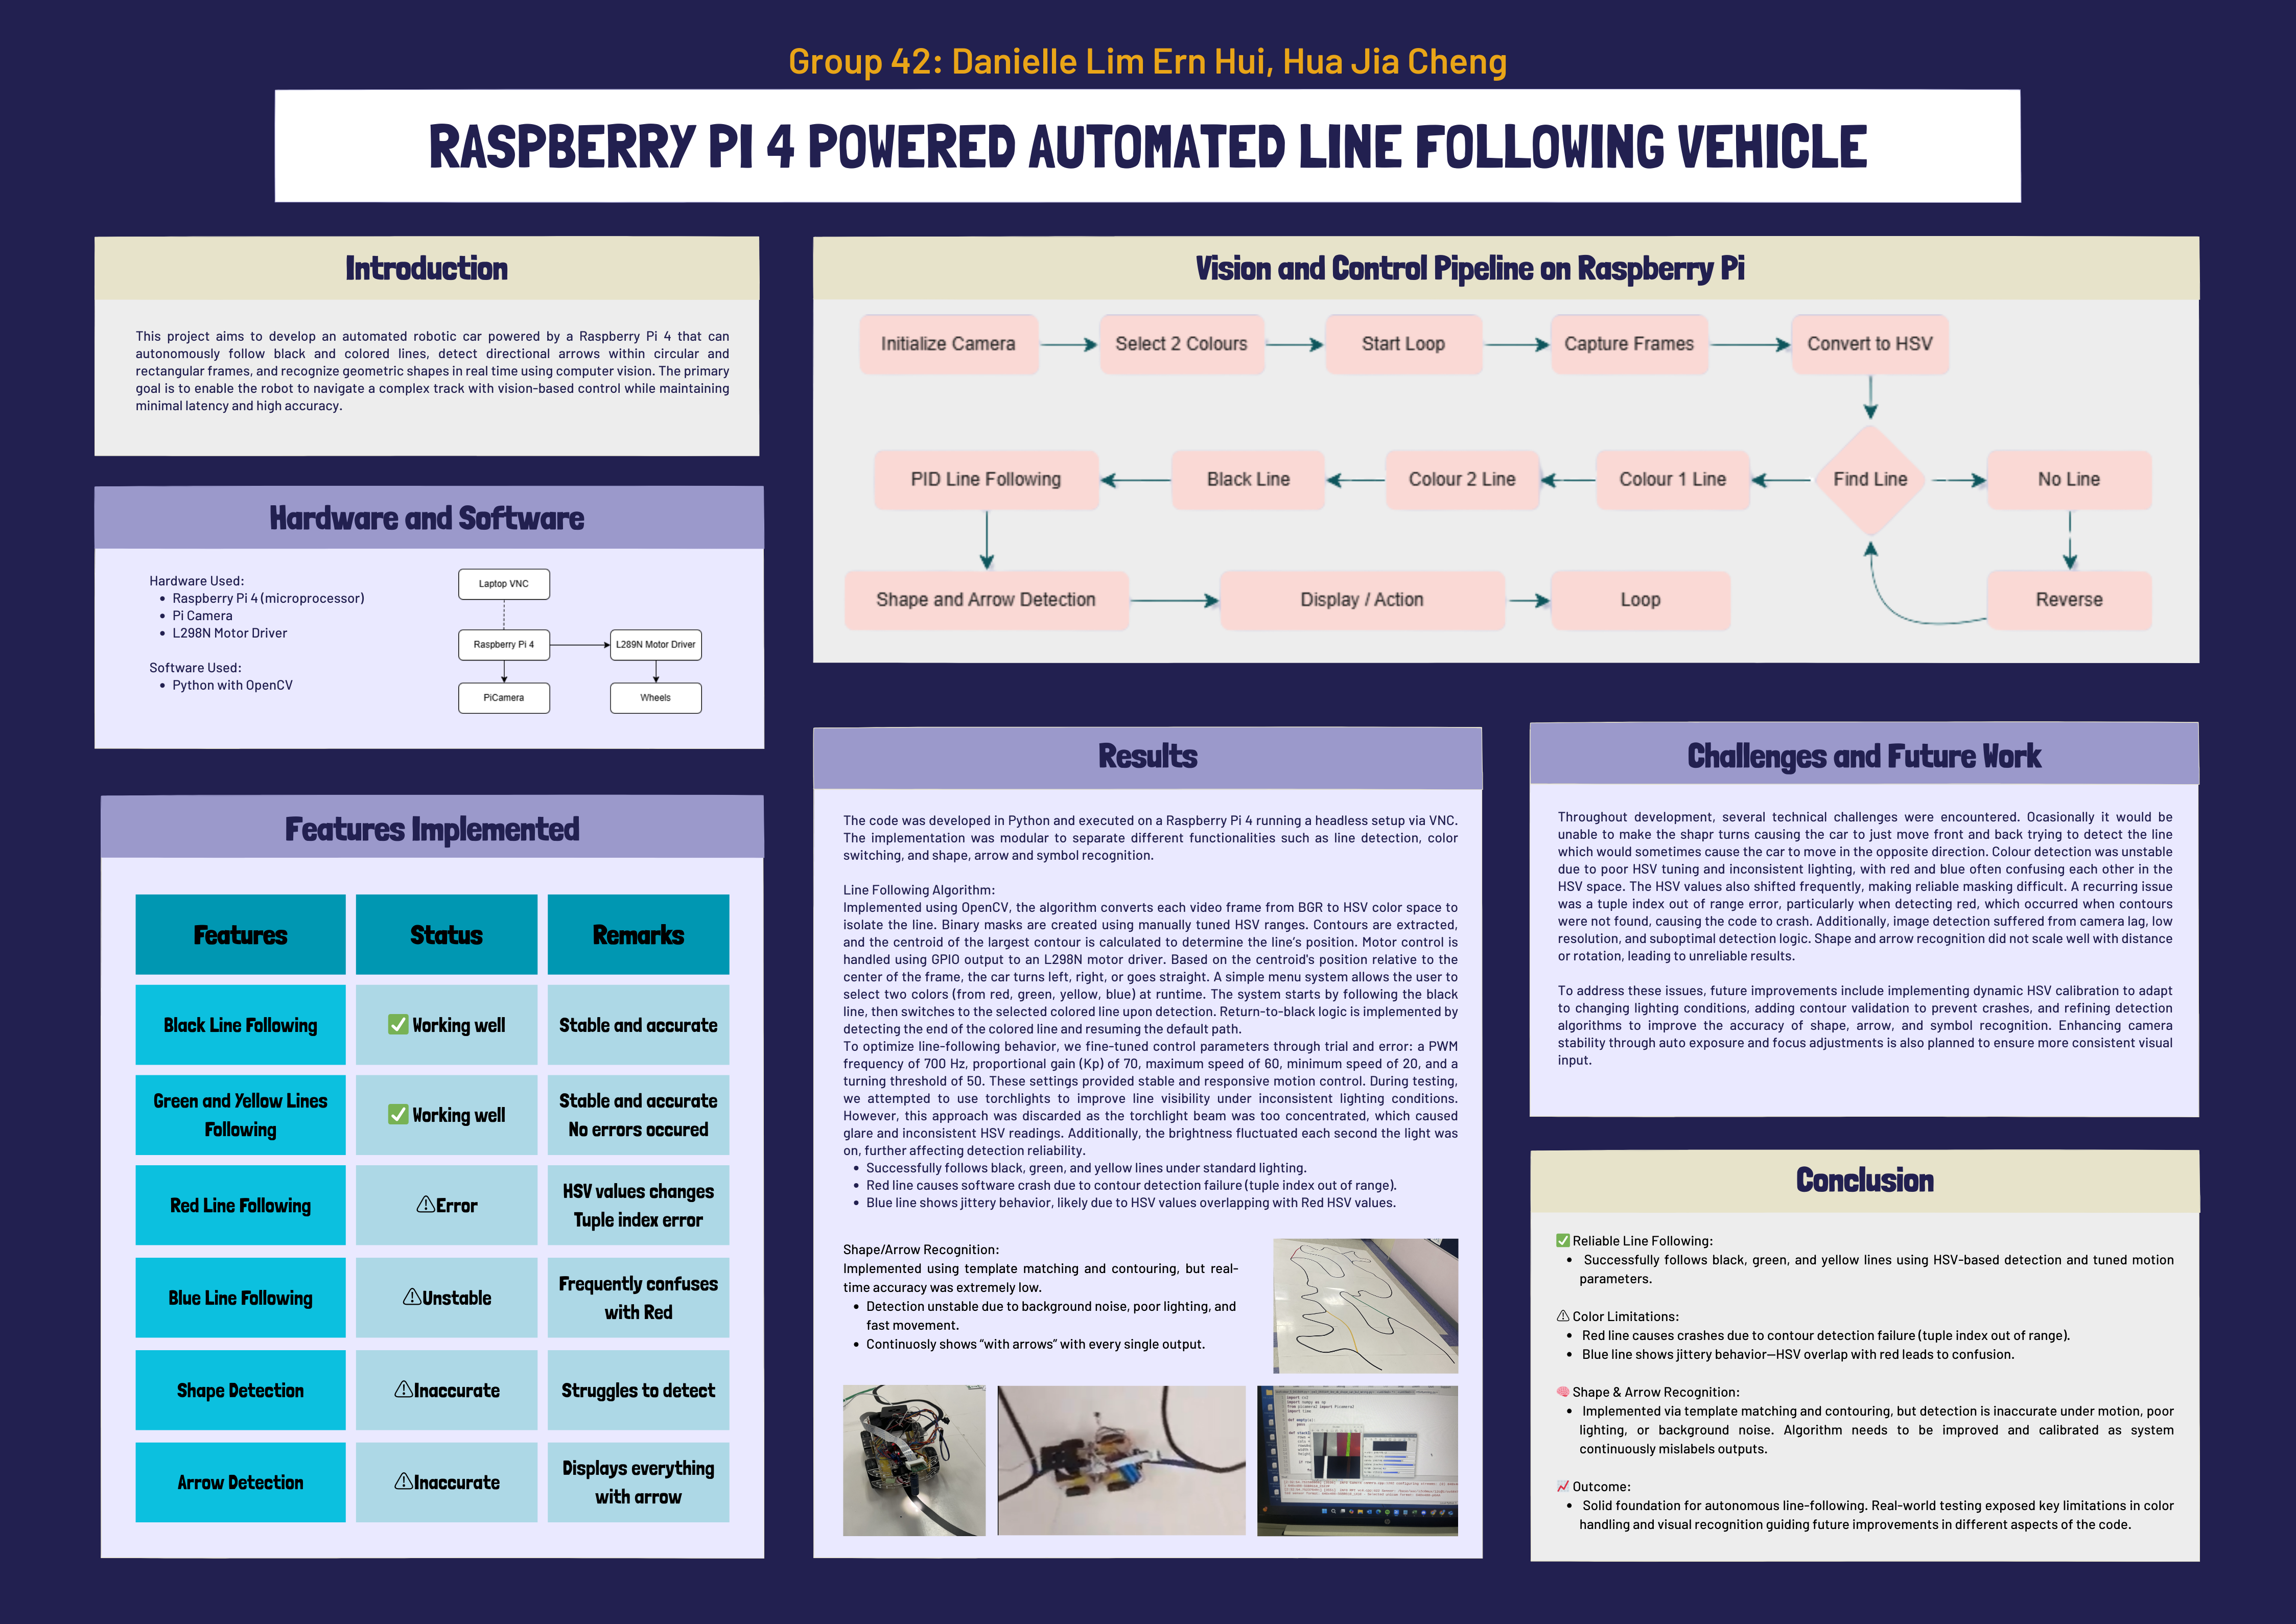 Group 42: Danielle Lim Ern Hui, Hua Jia Cheng
RASPBERRY PI 4 POWERED AUTOMATED LINE FOLLOWING VEHICLE
Introduction
This project aims to develop an automated robotic car powered by a Raspberry Pi 4 that can
autonomously follow black and colored lines, detect directional arrows within circular and
rectangular frames, and recognize geometric shapes in real time using computer vision. The primary
goal is to enable the robot to navigate a complex track with vision-based control while maintaining
minimal latency and high accuracy.
Hardware and Software
Hardware Used:
• Raspberry Pi 4 (microprocessor)
• Pi Camera
• L298N Motor Driver
Software Used:
• Python with OpenCV
Laptop VNC
Raspberry Pi 4
L289N Motor Driver
PiCamera
Wheels
Features Implemented
Features
Status
Remarks
Black Line Following
✅ Working well
Stable and accurate
Green and Yellow Lines
Following
✅ Working well
Stable and accurate
No errors occured
Red Line Following
⚠Error
HSV values changes
Tuple index error
Blue Line Following
⚠Unstable
Frequently confuses
with Red
Shape Detection
⚠Inaccurate
Struggles to detect
Arrow Detection
⚠Inaccurate
Displays everything
with arrow
Vision and Control Pipeline on Raspberry Pi
Initialize Camera
Select 2 Colours
Start Loop
Capture Frames
Convert to HSV
PID Line Following
Black Line
Colour 2 Line
Colour 1 Line
Find Line
No Line
Shape and Arrow Detection
Display / Action
Loop
Reverse
Results
The code was developed in Python and executed on a Raspberry Pi 4 running a headless setup via VNC.
The implementation was modular to separate different functionalities such as line detection, color
switching, and shape, arrow and symbol recognition.
Line Following Algorithm:
Implemented using OpenCV, the algorithm converts each video frame from BGR to HSV color space to
isolate the line. Binary masks are created using manually tuned HSV ranges. Contours are extracted,
and the centroid of the largest contour is calculated to determine the line's position. Motor control is
handled using GPIO output to an L298N motor driver. Based on the centroid's position relative to the
center of the frame, the car turns left, right, or goes straight. A simple menu system allows the user to
select two colors (from red, green, yellow, blue) at runtime. The system starts by following the black
line, then switches to the selected colored line upon detection. Return-to-black logic is implemented by
detecting the end of the colored line and resuming the default path.
To optimize line-following behavior, we fine-tuned control parameters through trial and error: a PWM
frequency of 700 Hz, proportional gain (Kp) of 70, maximum speed of 60, minimum speed of 20, and a
turning threshold of 50. These settings provided stable and responsive motion control. During testing,
we attempted to use torchlights to improve line visibility under inconsistent lighting conditions.
However, this approach was discarded as the torchlight beam was too concentrated, which caused
glare and inconsistent HSV readings. Additionally, the brightness fluctuated each second the light was
on, further affecting detection reliability.
• Successfully follows black, green, and yellow lines under standard lighting.
• Red line causes software crash due to contour detection failure (tuple index out of range).
• Blue line shows jittery behavior, likely due to HSV values overlapping with Red HSV values.
Shape/Arrow Recognition:
Implemented using template matching and contouring, but real-
time accuracy was extremely low.
• Detection unstable due to background noise, poor lighting, and
fast movement.
• Continuosly shows “with arrows” with every single output.
Challenges and Future Work
Throughout development, several technical challenges were encountered. Ocasionally it would be
unable to make the shapr turns causing the car to just move front and back trying to detect the line
which would sometimes cause the car to move in the opposite direction. Colour detection was unstable
due to poor HSV tuning and inconsistent lighting, with red and blue often confusing each other in the
HSV space. The HSV values also shifted frequently, making reliable masking difficult. A recurring issue
was a tuple index out of range error, particularly when detecting red, which occurred when contours
were not found, causing the code to crash. Additionally, image detection suffered from camera lag, low
resolution, and suboptimal detection logic. Shape and arrow recognition did not scale well with distance
or rotation, leading to unreliable results.
To address these issues, future improvements include implementing dynamic HSV calibration to adapt
to changing lighting conditions, adding contour validation to prevent crashes, and refining detection
algorithms to improve the accuracy of shape, arrow, and symbol recognition. Enhancing camera
stability through auto exposure and focus adjustments is also planned to ensure more consistent visual
input.
Conclusion
✅ Reliable Line Following:
• Successfully follows black, green, and yellow lines using HSV-based detection and tuned motion
parameters.
⚠ Color Limitations:
• Red line causes crashes due to contour detection failure (tuple index out of range).
• Blue line shows jittery behavior—HSV overlap with red leads to confusion.
🧠 Shape & Arrow Recognition:
• Implemented via template matching and contouring, but detection is inaccurate under motion, poor
lighting, or background noise. Algorithm needs to be improved and calibrated as system
continuously mislabels outputs.
📈 Outcome:
• Solid foundation for autonomous line-following. Real-world testing exposed key limitations in color
handling and visual recognition guiding future improvements in different aspects of the code.